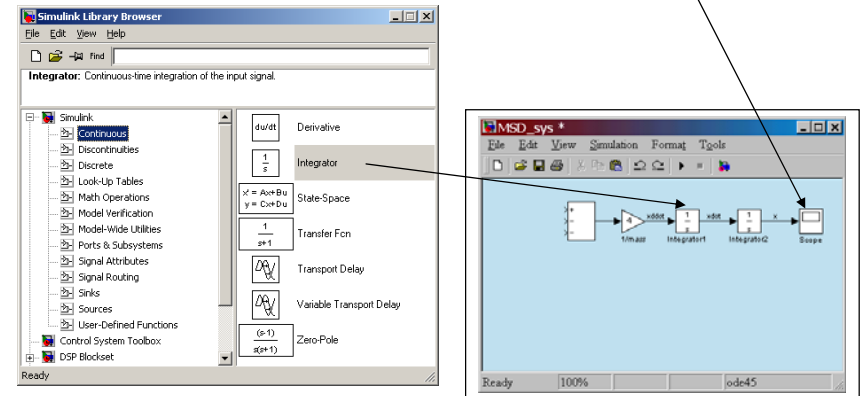 Simulink Library Browser
File Edit View Help
Find
Integrator: Continuous-time integration of the input signal.
Simulink
Continuous
Discontinuities
Discrete
Look-Up Tables
Math Operations
Model Verification
Model-Wide Utilities
Ports & Subsystems
Signal Attributes
Signal Routing
Sinks
Sources
User-Defined Functions
Control System Toolbox
DSP Blockset
du/dt Derivative
1
s
Integrator
x' = Ax+Bu
y = Cx+Du
State-Space
1
s+1
Transfer Fcn
Transport Delay
Variable Transport Delay
(s-1)
s(s+1)
Zero-Pole
Ready
MSD_sys *
File Edit View Simulation Format Tools
+
-
-
4
1/mass
xddot
1
s
Integrator1
xdot
1
s
Integrator2
x
Scope
Ready 100% ode45